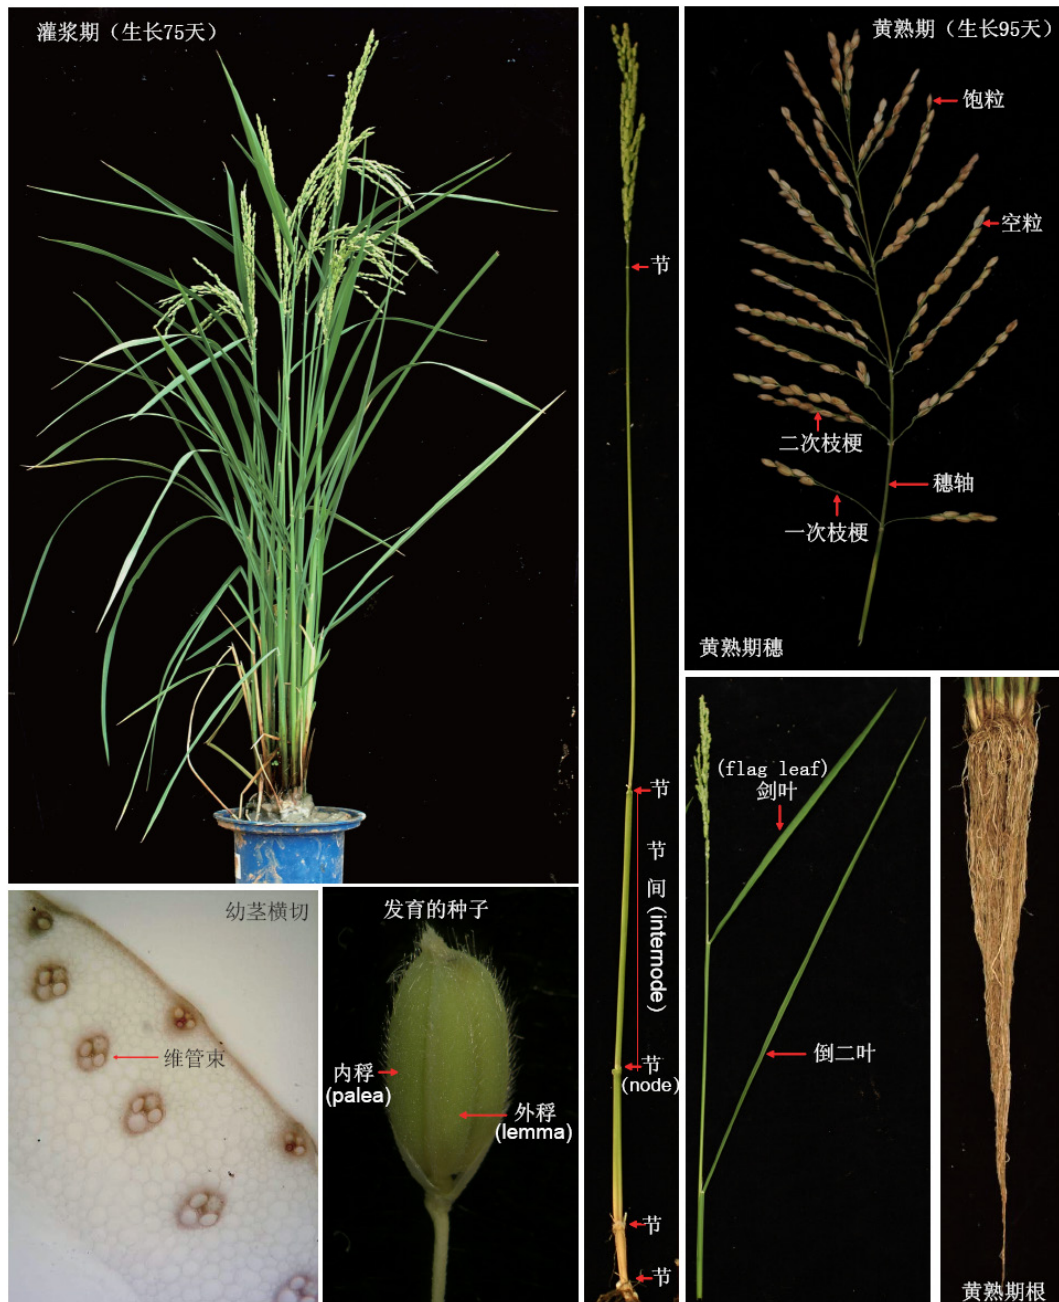 灌浆期（生长75天）
节
节
节
间
(internode)
节
(node)
节
节
黄熟期（生长95天）
饱粒
空粒
二次枝梗
穗轴
一次枝梗
黄熟期穗
(flag leaf)
剑叶
倒二叶
黄熟期根
幼茎横切
维管束
发育的种子
内稃
(palea)
外稃
(lemma)